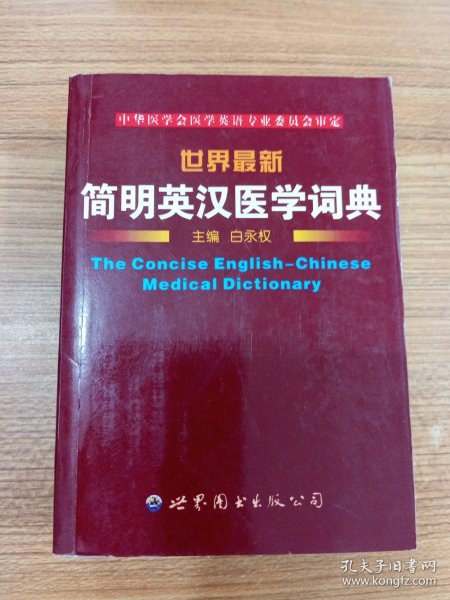 中华医学会医学英语专业委员会审定
世界最新
简明英汉医学词典
主编 白永权
The Concise English-Chinese
Medical Dictionary
世界图书出版公司
孔夫子旧书网
www.kongfz.com